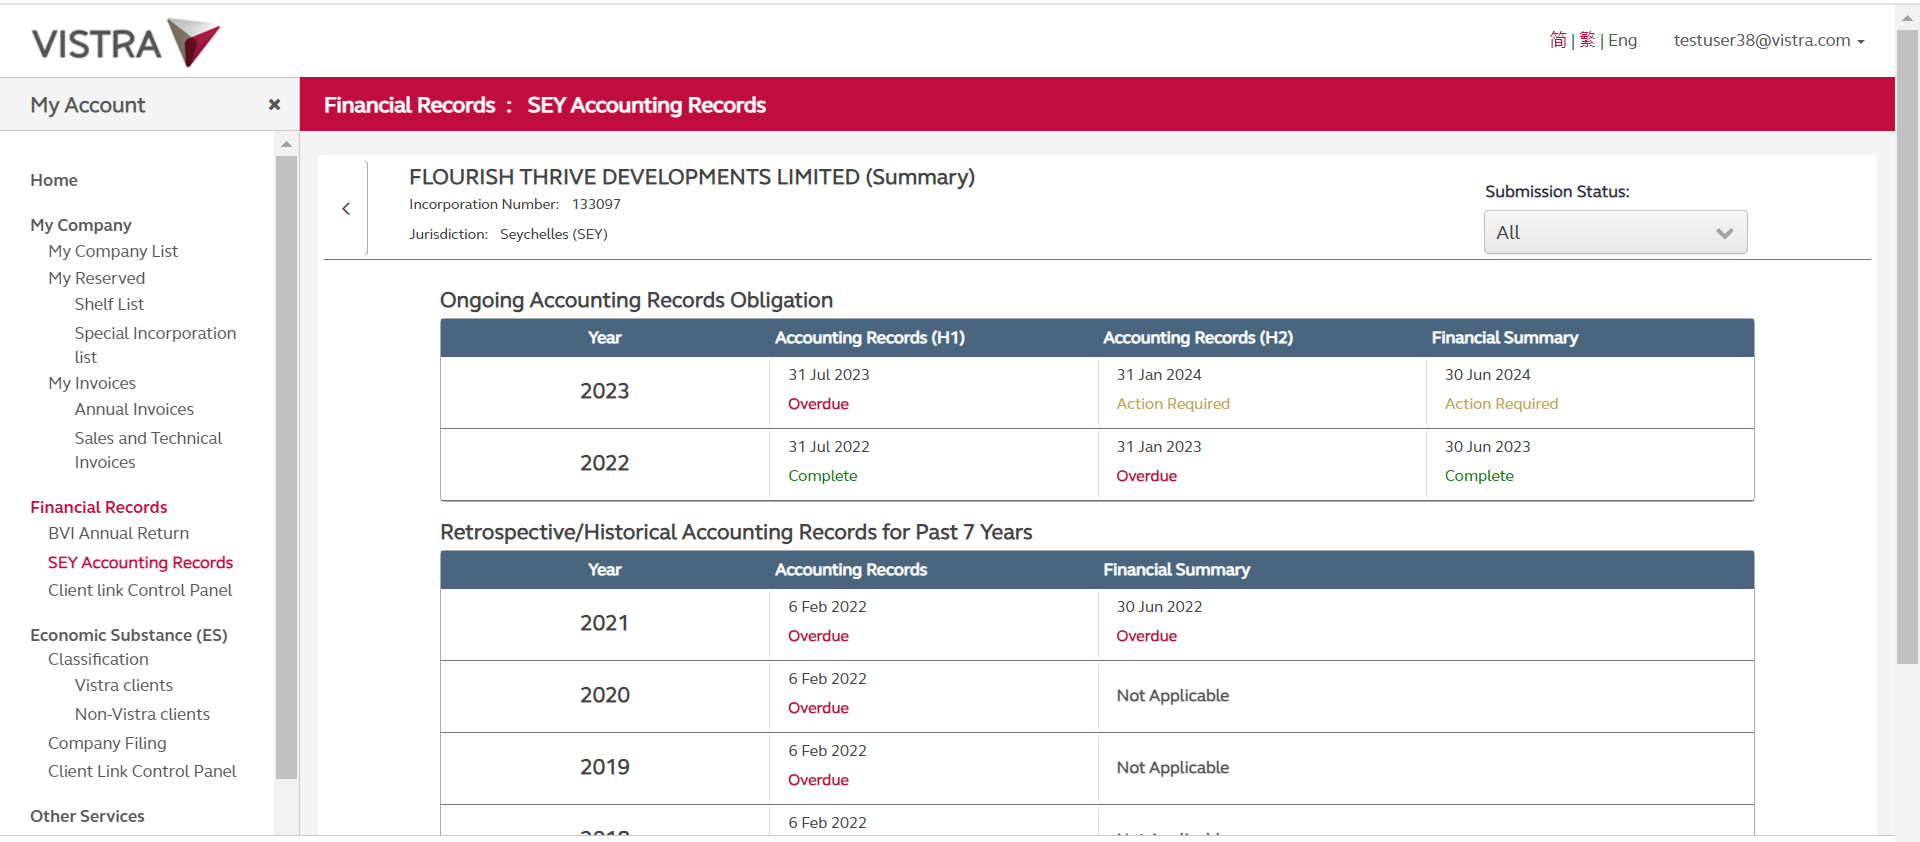 VISTRA
简 | 繁 | Eng
testuser38@vistra.com
My Account
Financial Records : SEY Accounting Records
Home
My Company
My Company List
My Reserved
Shelf List
Special Incorporation
list
My Invoices
Annual Invoices
Sales and Technical
Invoices
Financial Records
BVI Annual Return
SEY Accounting Records
Client link Control Panel
Economic Substance (ES)
Classification
Vistra clients
Non-Vistra clients
Company Filing
Client Link Control Panel
Other Services
FLOURISH THRIVE DEVELOPMENTS LIMITED (Summary)
Incorporation Number: 133097
Jurisdiction: Seychelles (SEY)
Submission Status:
All
Ongoing Accounting Records Obligation
Year Accounting Records (H1) Accounting Records (H2) Financial Summary
2023
31 Jul 2023 31 Jan 2024 30 Jun 2024
Overdue Action Required Action Required
2022
31 Jul 2022 31 Jan 2023 30 Jun 2023
Complete Overdue Complete
Retrospective/Historical Accounting Records for Past 7 Years
Year Accounting Records Financial Summary
2021
6 Feb 2022 30 Jun 2022
Overdue Overdue
2020
6 Feb 2022
Overdue
Not Applicable
2019
6 Feb 2022
Overdue
Not Applicable
6 Feb 2022